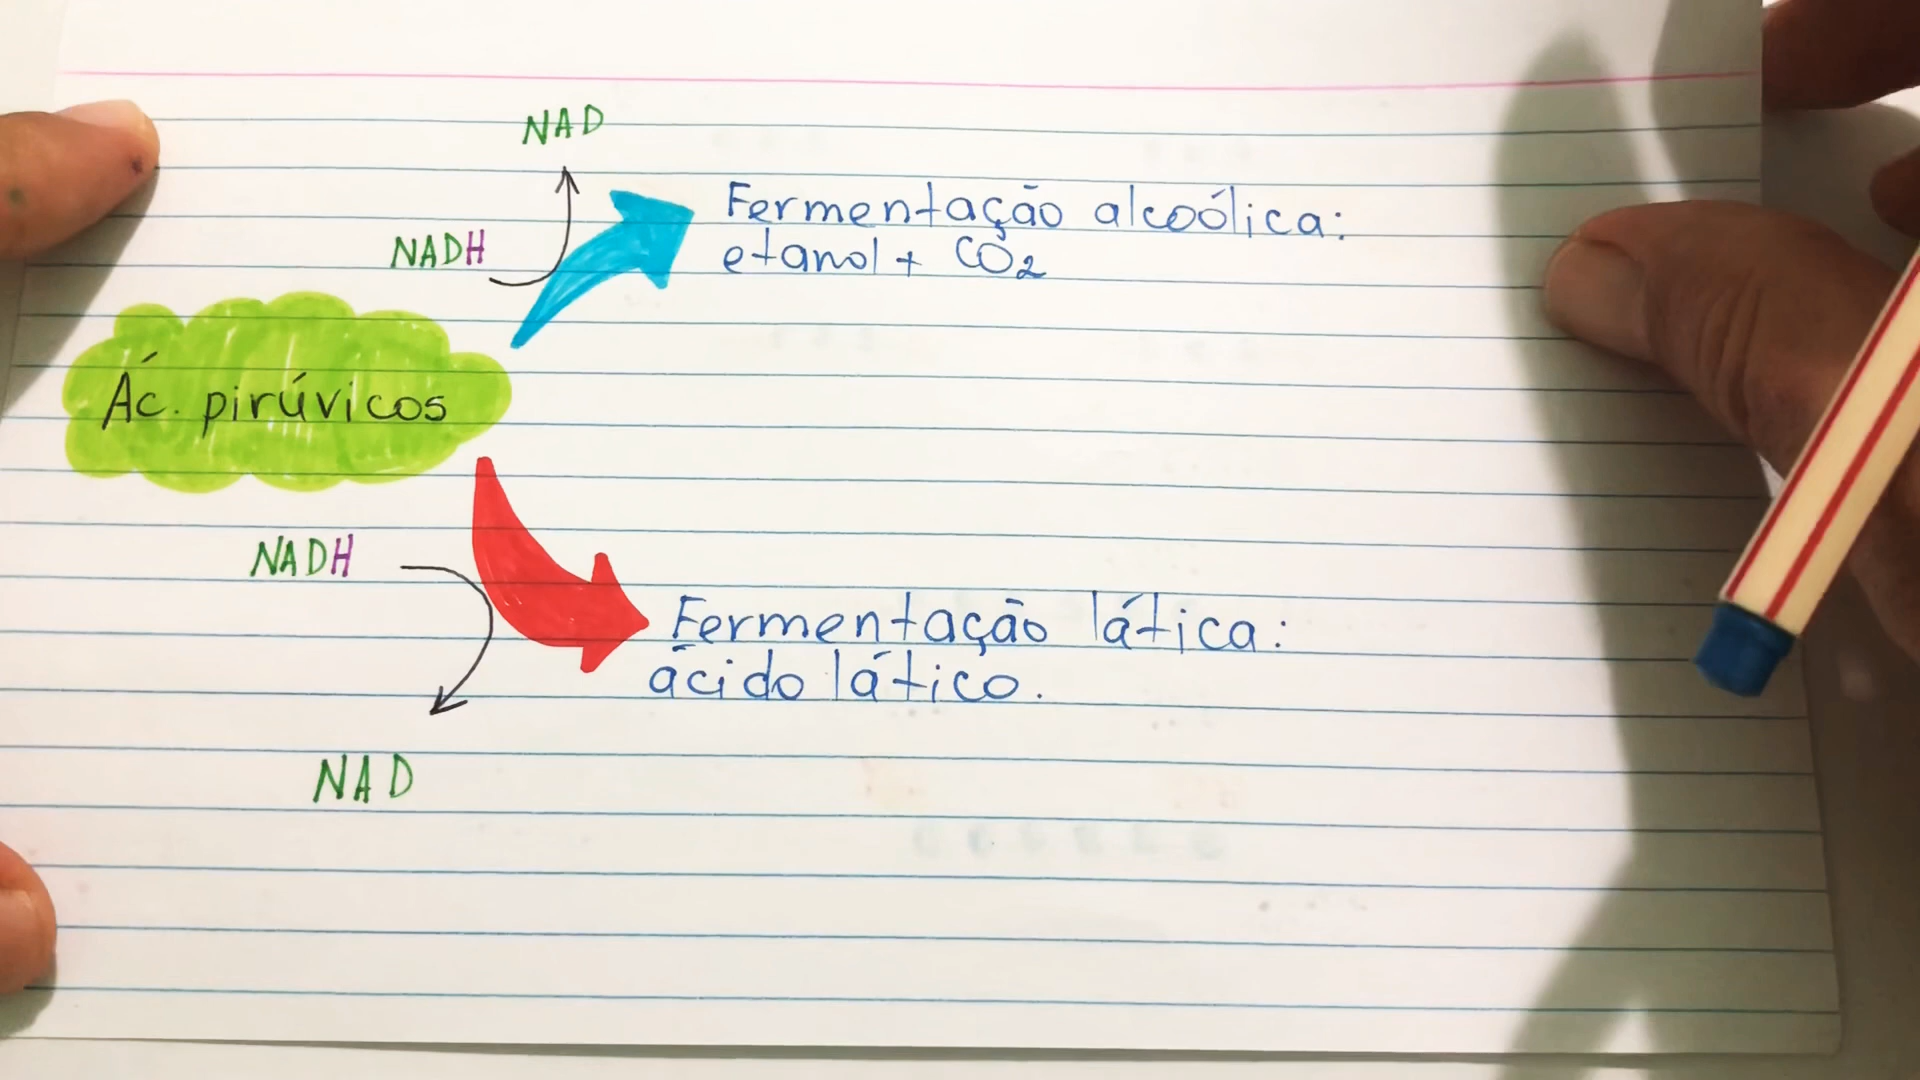 NAD
NADH
Fermentação alcoólica:
etanol + CO₂
Ác. pirúvicos
NADH
Fermentação lática:
ácido lático.
NAD